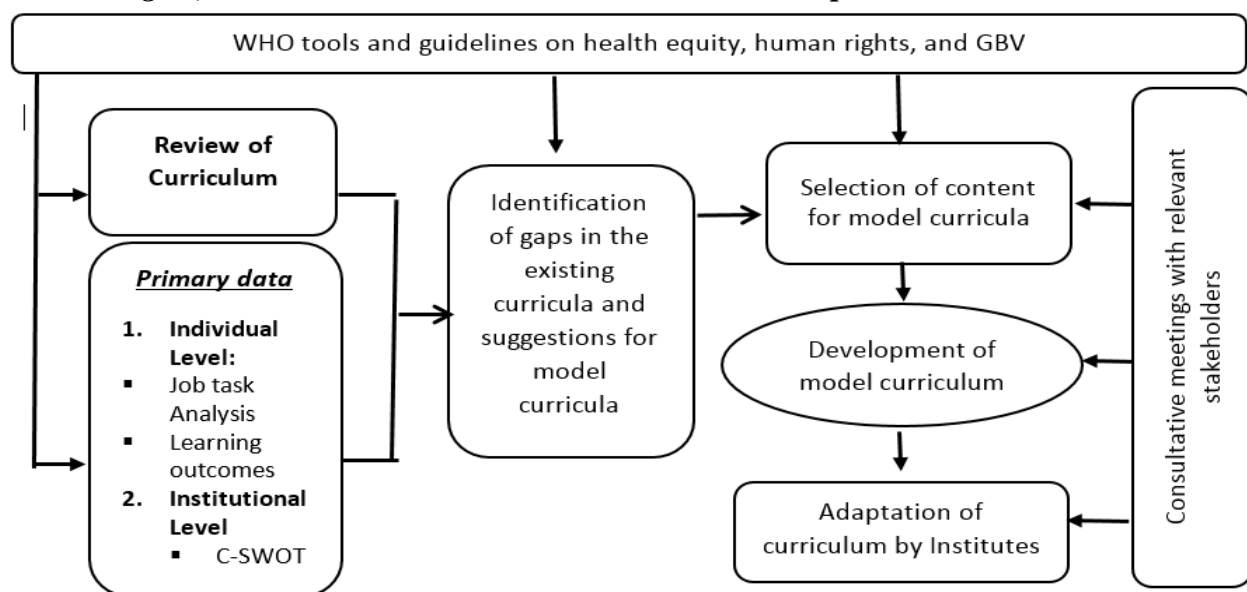 WHO tools and guidelines on health equity, human rights, and GBV
Review of
Curriculum
Primary data
1. Individual
Level:
▪ Job task
Analysis
▪ Learning
outcomes
2. Institutional
Level
▪ C-SWOT
Identification
of gaps in the
existing
curricula and
suggestions for
model
curricula
Selection of content
for model curricula
Development of
model curriculum
Adaptation of
curriculum by Institutes
Consultative meetings with relevant
stakeholders